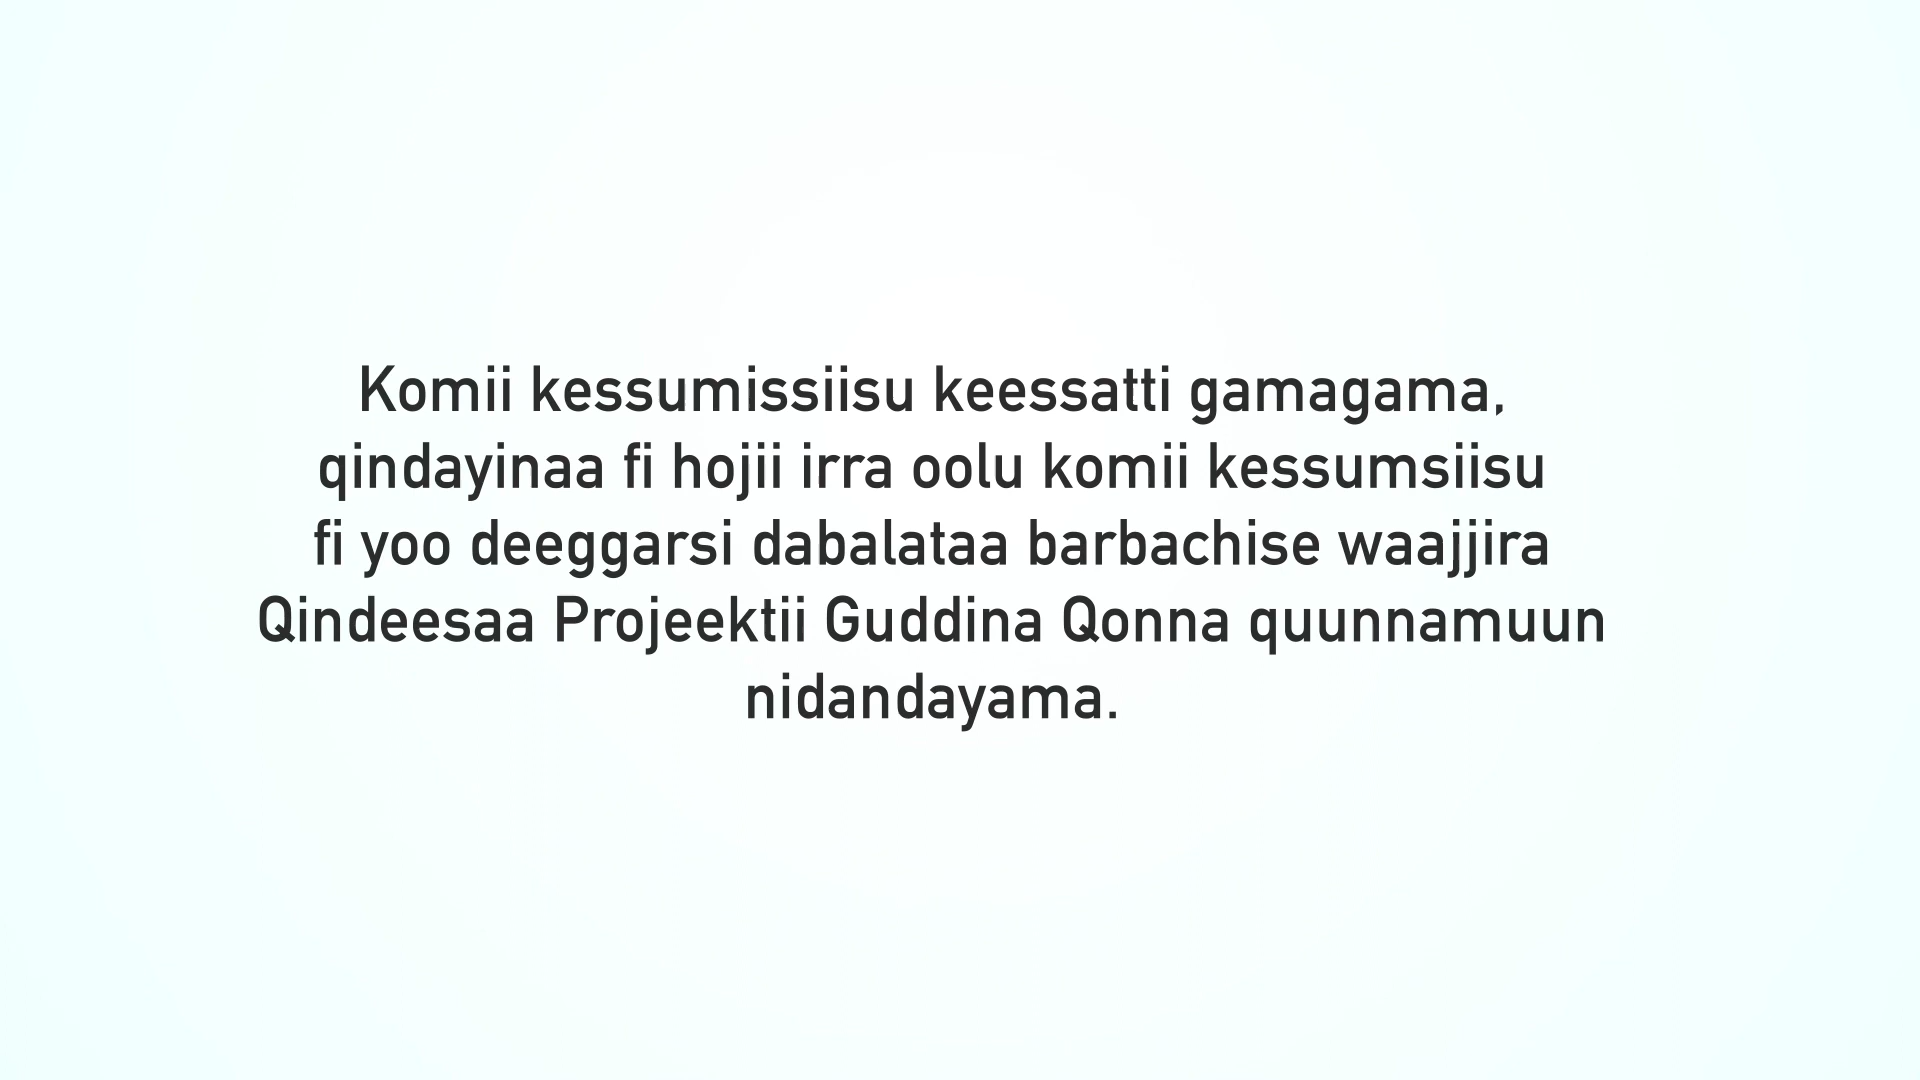 Komii kessumissiisu keessatti gamagama,
qindayinaa fi hojii irra oolu komii kessumsiisu
fi yoo deeggarsi dabalataa barbachise waajjira
Qindeesaa Projeektii Guddina Qonna quunnamuun
nidandayama.